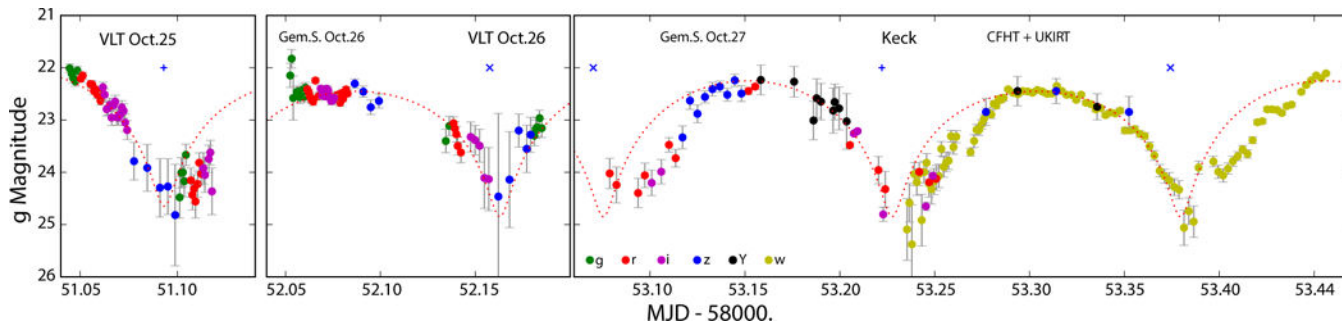 21
22
23
24
25
26
g Magnitude
VLT Oct.25
Gem.S. Oct.26
VLT Oct.26
Gem.S. Oct.27
Keck
CFHT + UKIRT
g r i z Y w
51.05 51.10 52.05 52.10 52.15 53.10 53.15 53.20 53.25 53.30 53.35 53.40 53.44
MJD - 58000.